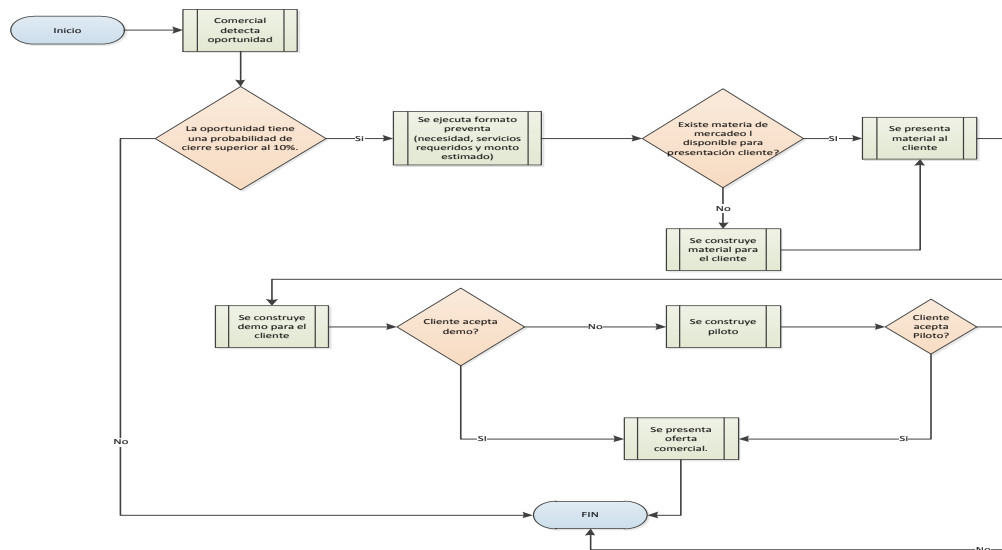 Inicio
Comercial
detecta
oportunidad
La oportunidad tiene
una probabilidad de
cierre superior al 10%.
Si
Se ejecuta formato
preventa
(necesidad, servicios
requeridos y monto
estimado)
Existe materia de
mercadeo I
disponible para
presentación cliente?
Si
Se presenta
material al
cliente
No
Se construye
material para
el cliente
Se construye
demo para el
cliente
Cliente acepta
demo?
No
Se construye
piloto
Cliente
acepta
Piloto?
No
Si
Se presenta
oferta
comercial.
Si
FIN
No